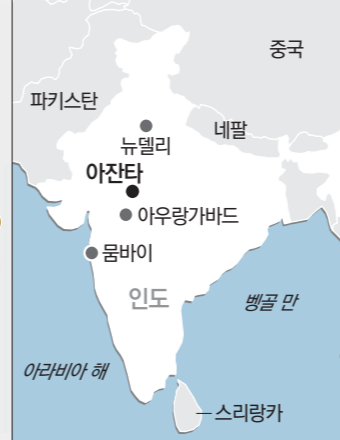 중국
파키스탄
네팔
뉴델리
아잔타
아우랑가바드
뭄바이
인도
벵골 만
아라비아 해
스리랑카